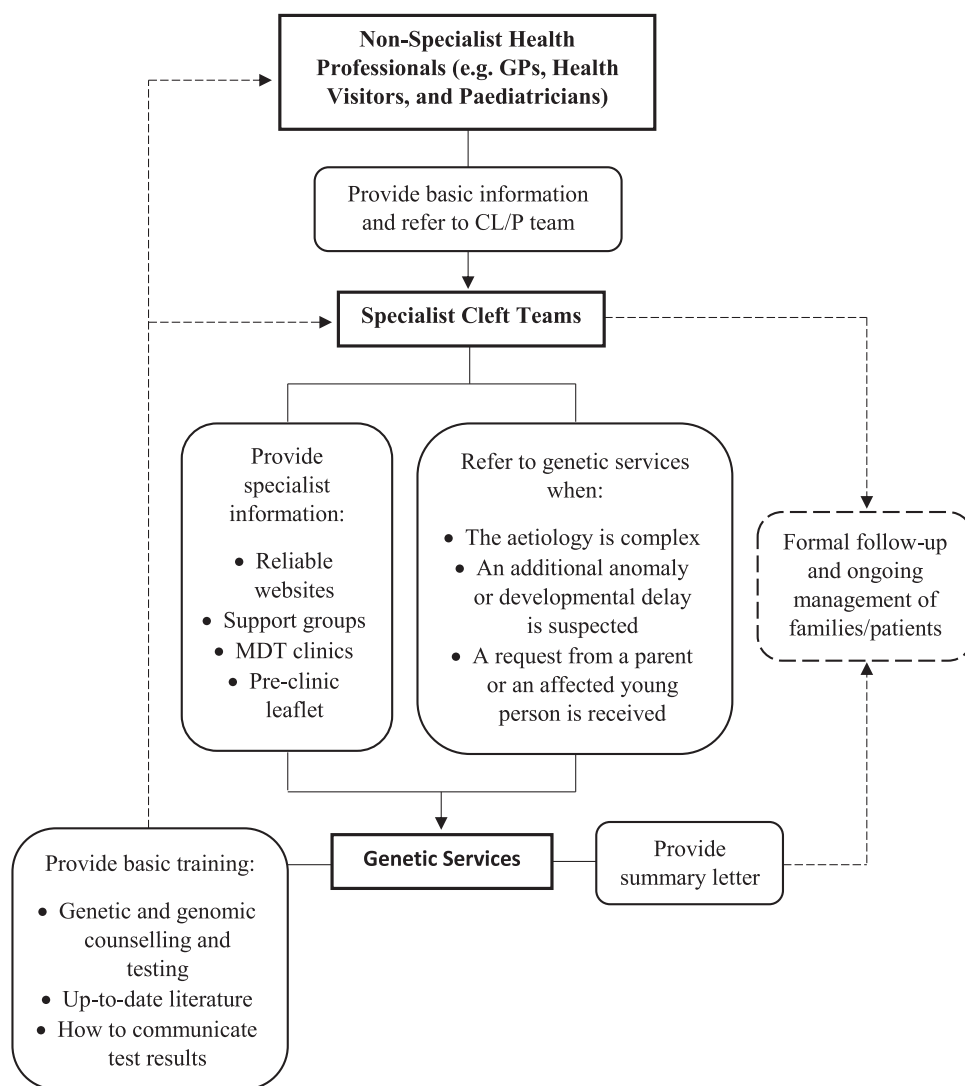 Non-Specialist Health
Professionals (e.g. GPs, Health
Visitors, and Paediatricians)
Provide basic information
and refer to CL/P team
Specialist Cleft Teams
Provide
specialist
information:
• Reliable
websites
• Support groups
• MDT clinics
• Pre-clinic
leaflet
Refer to genetic services
when:
• The aetiology is complex
• An additional anomaly
or developmental delay
is suspected
• A request from a parent
or an affected young
person is received
Formal follow-up
and ongoing
management of
families/patients
Genetic Services
Provide
summary letter
Provide basic training:
• Genetic and genomic
counselling and
testing
• Up-to-date literature
• How to communicate
test results